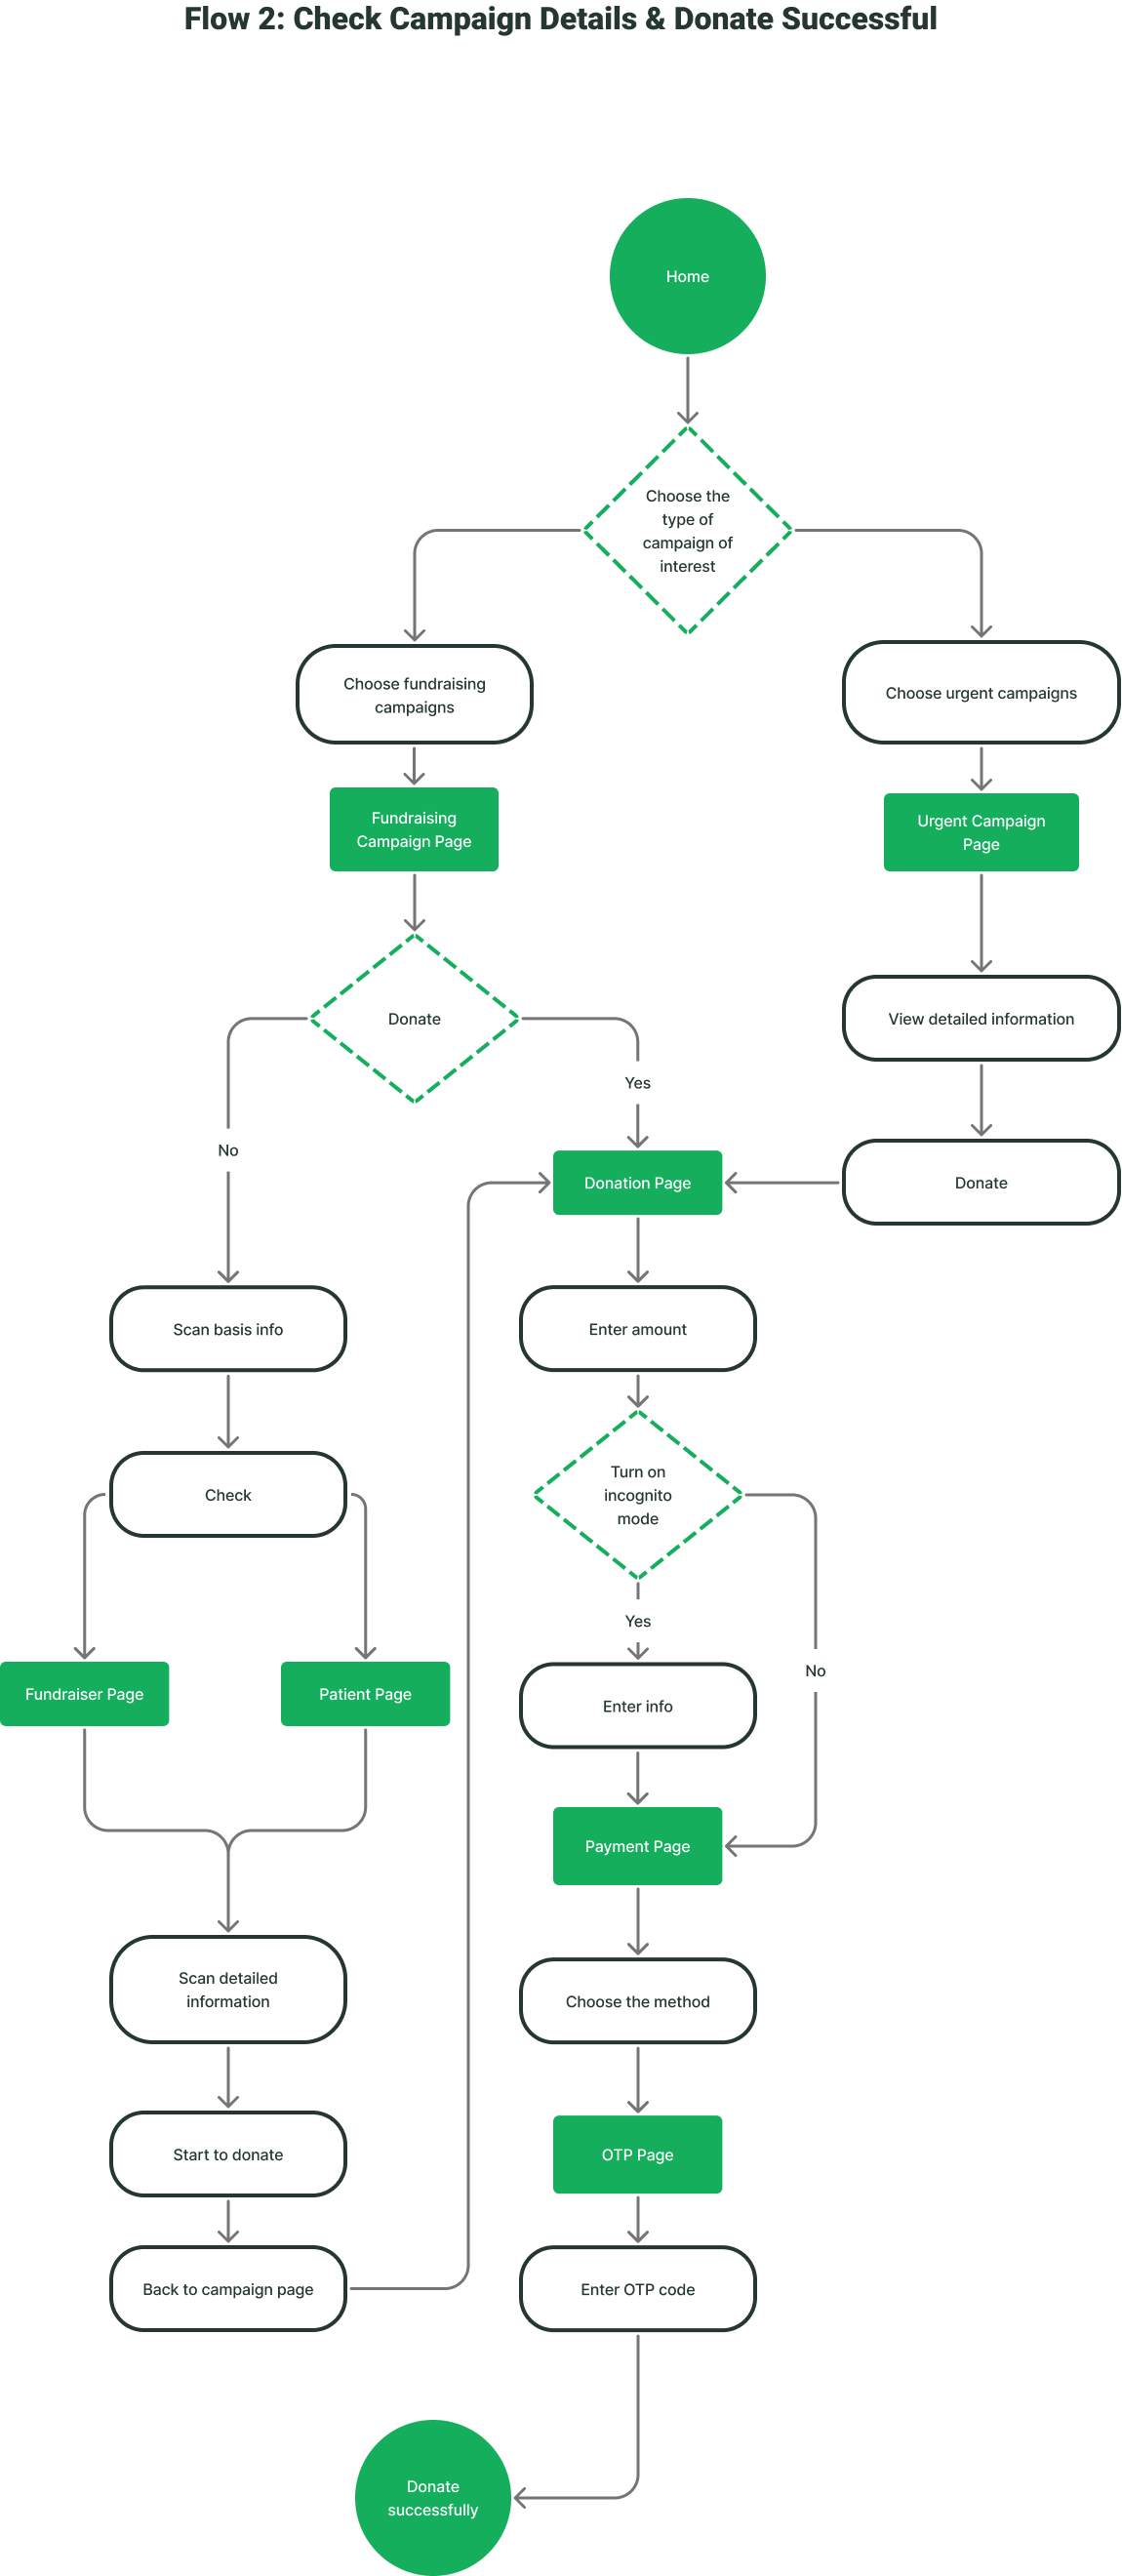 Flow 2: Check Campaign Details & Donate Successful
Home
Choose the
type of
campaign of
interest
Choose fundraising
campaigns
Choose urgent campaigns
Fundraising
Campaign Page
Urgent Campaign
Page
Donate
View detailed information
Yes
No
Donation Page
Donate
Scan basis info
Enter amount
Check
Turn on
incognito
mode
Yes
No
Fundraiser Page
Patient Page
Enter info
Payment Page
Scan detailed
information
Choose the method
Start to donate
OTP Page
Back to campaign page
Enter OTP code
Donate
successfully